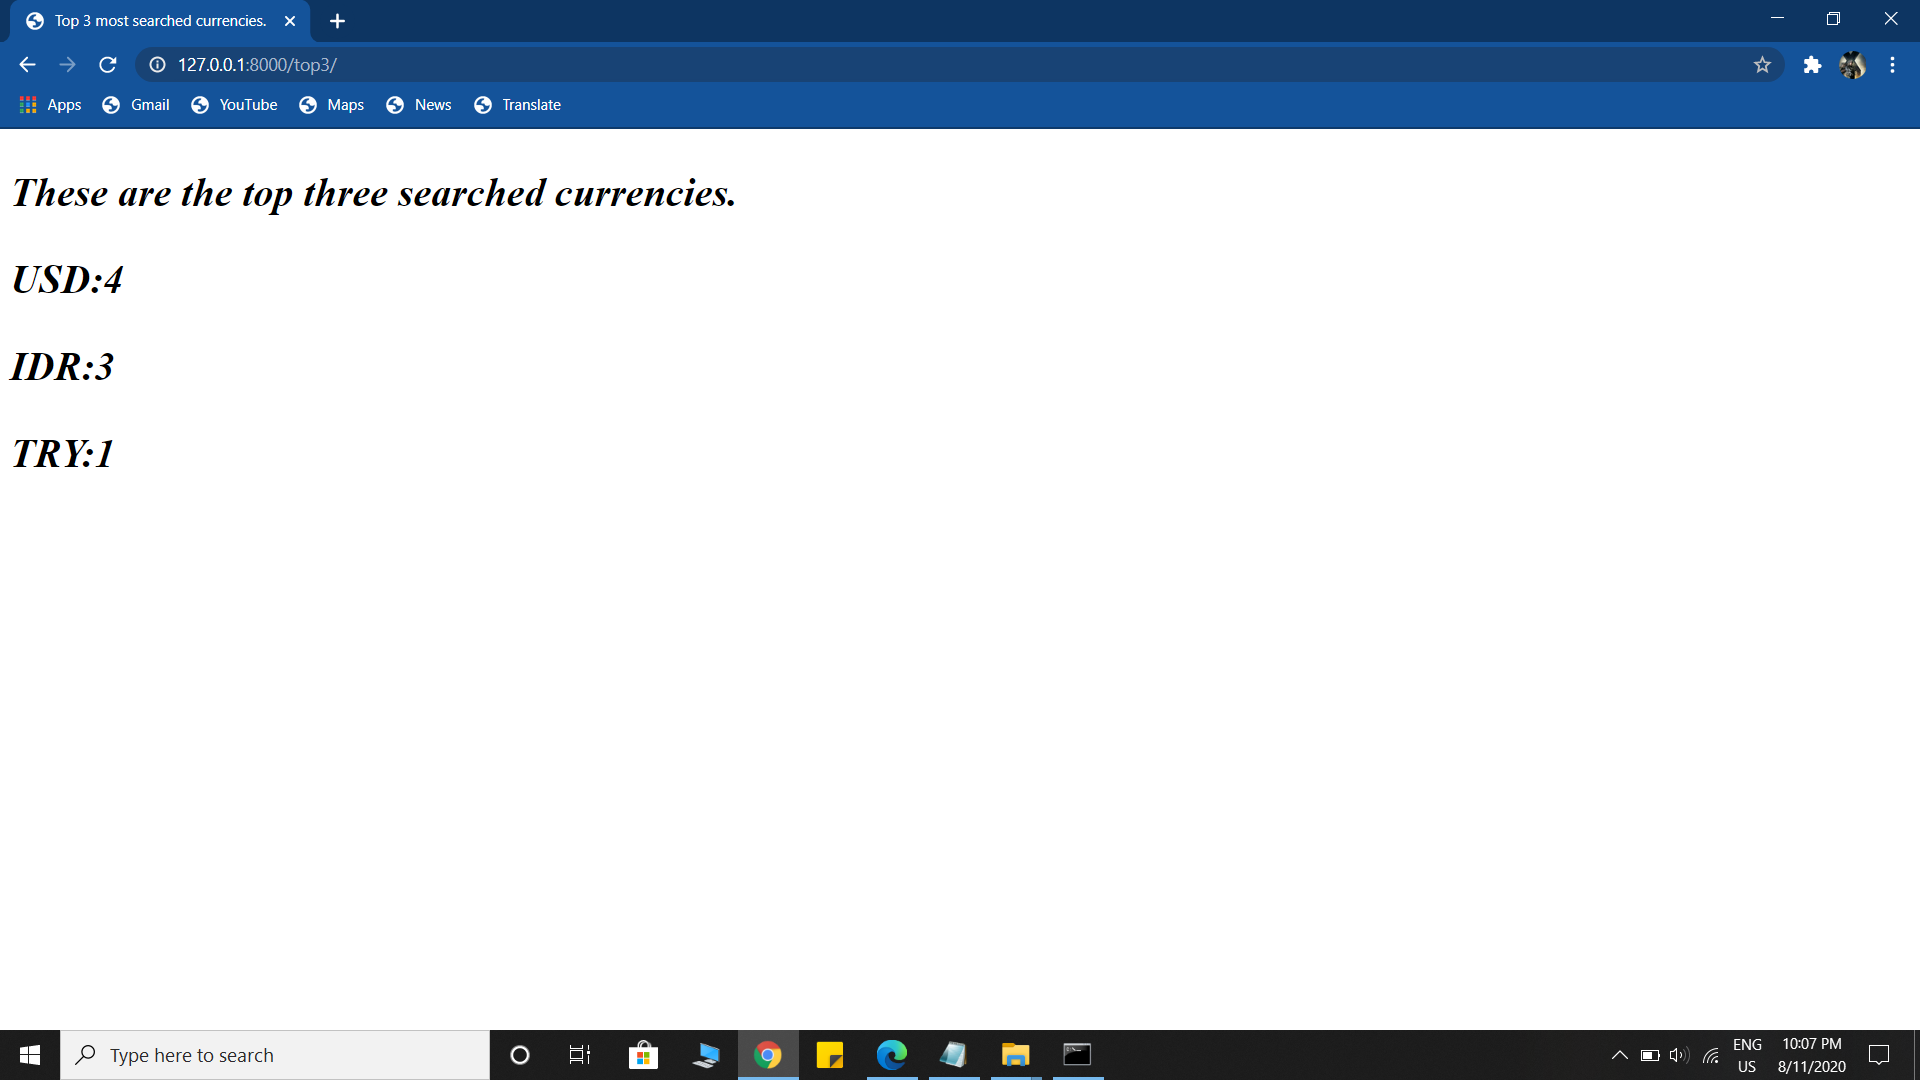 Top 3 most searched currencies.
127.0.0.1:8000/top3/
Apps Gmail YouTube Maps News Translate
These are the top three searched currencies.
USD:4
IDR:3
TRY:1
Type here to search
ENG 10:07 PM
US 8/11/2020